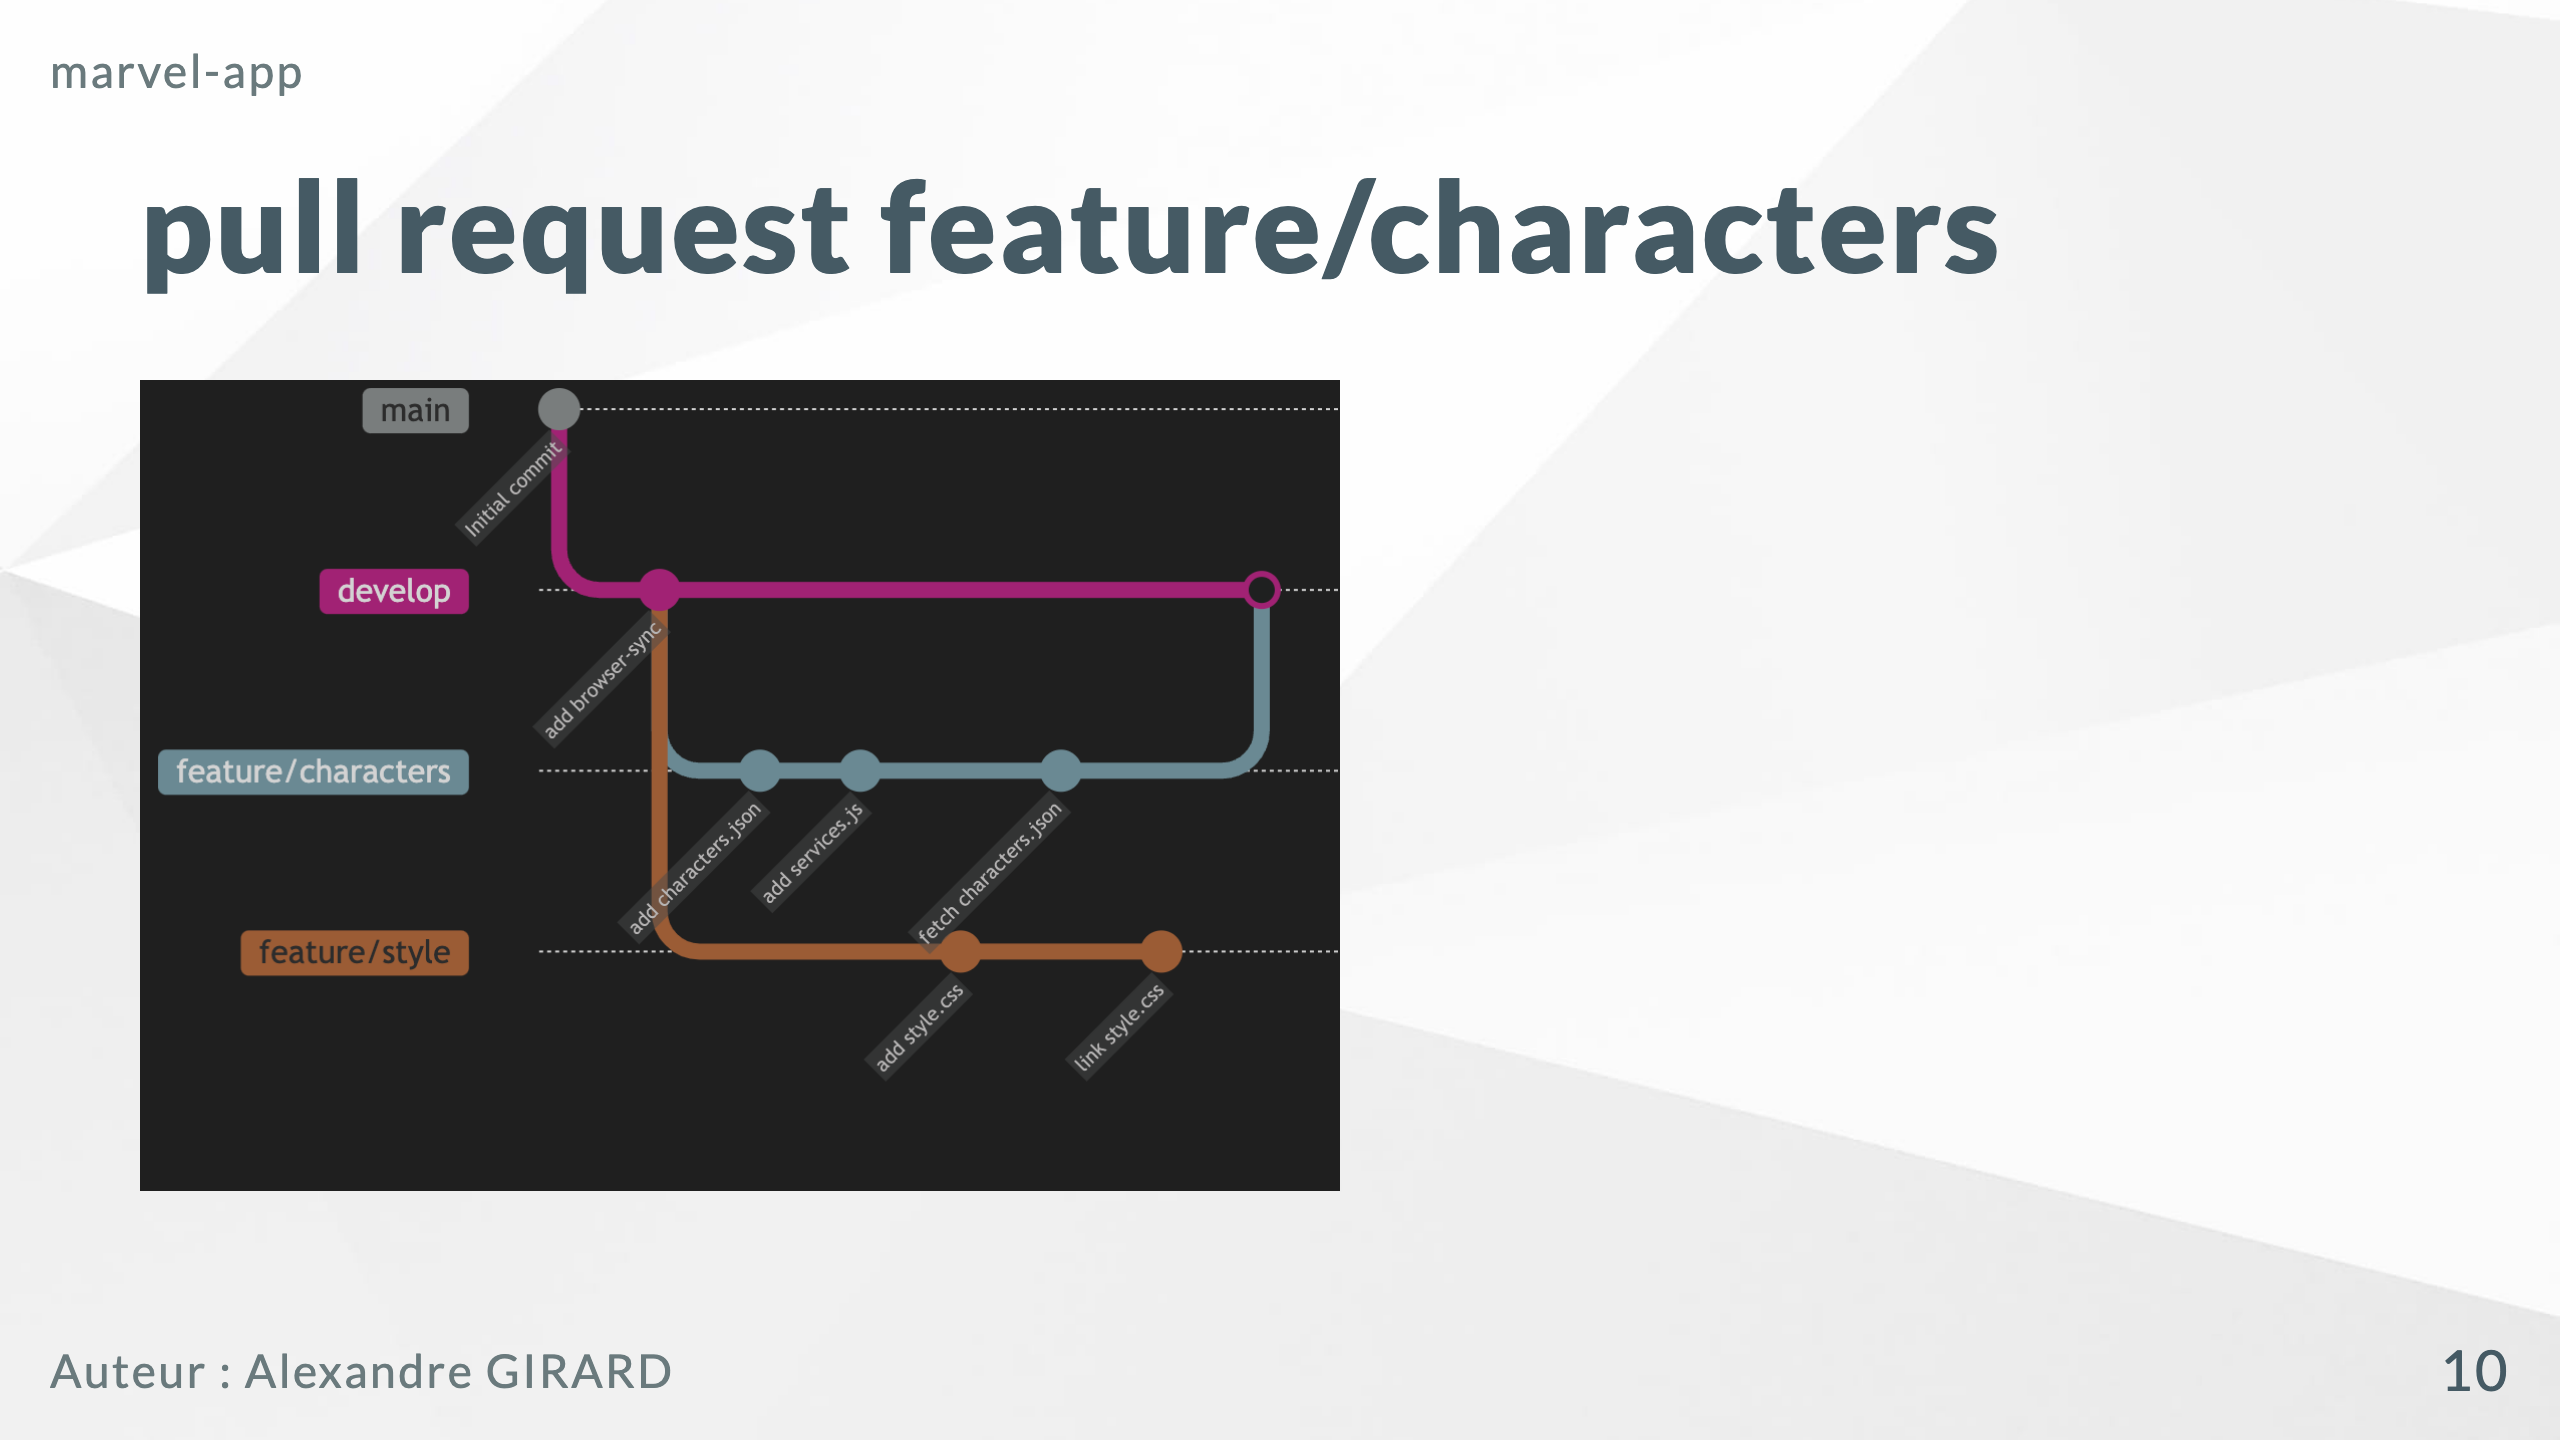 marvel-app
pull request feature/characters
main
Initial commit
develop
add browser-sync
feature/characters
add characters.json
add services.js
fetch characters.json
feature/style
add style.css
link style.css
Auteur : Alexandre GIRARD
10